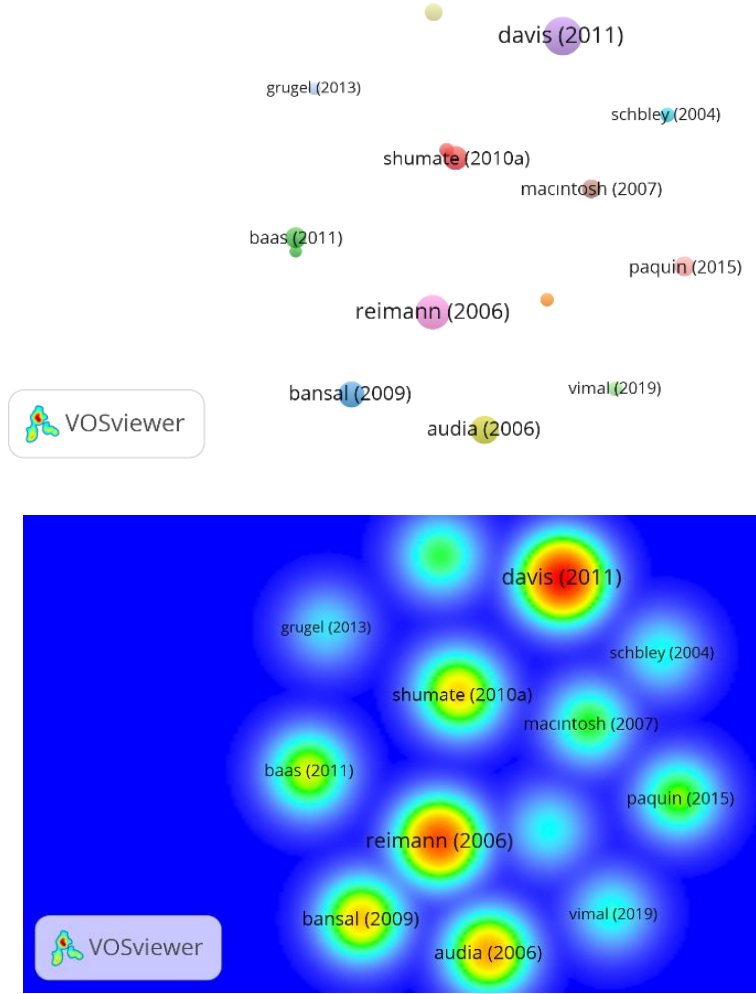 davis (2011)
grugel (2013)
schbley (2004)
shumate (2010a)
macıntosh (2007)
baas (2011)
paquin (2015)
reimann (2006)
vimal (2019)
bansal (2009)
audia (2006)
VOSviewer
davis (2011)
grugel (2013)
schbley (2004)
shumate (2010a)
macıntosh (2007)
baas (2011)
paquin (2015)
reimann (2006)
vimal (2019)
bansal (2009)
audia (2006)
VOSviewer